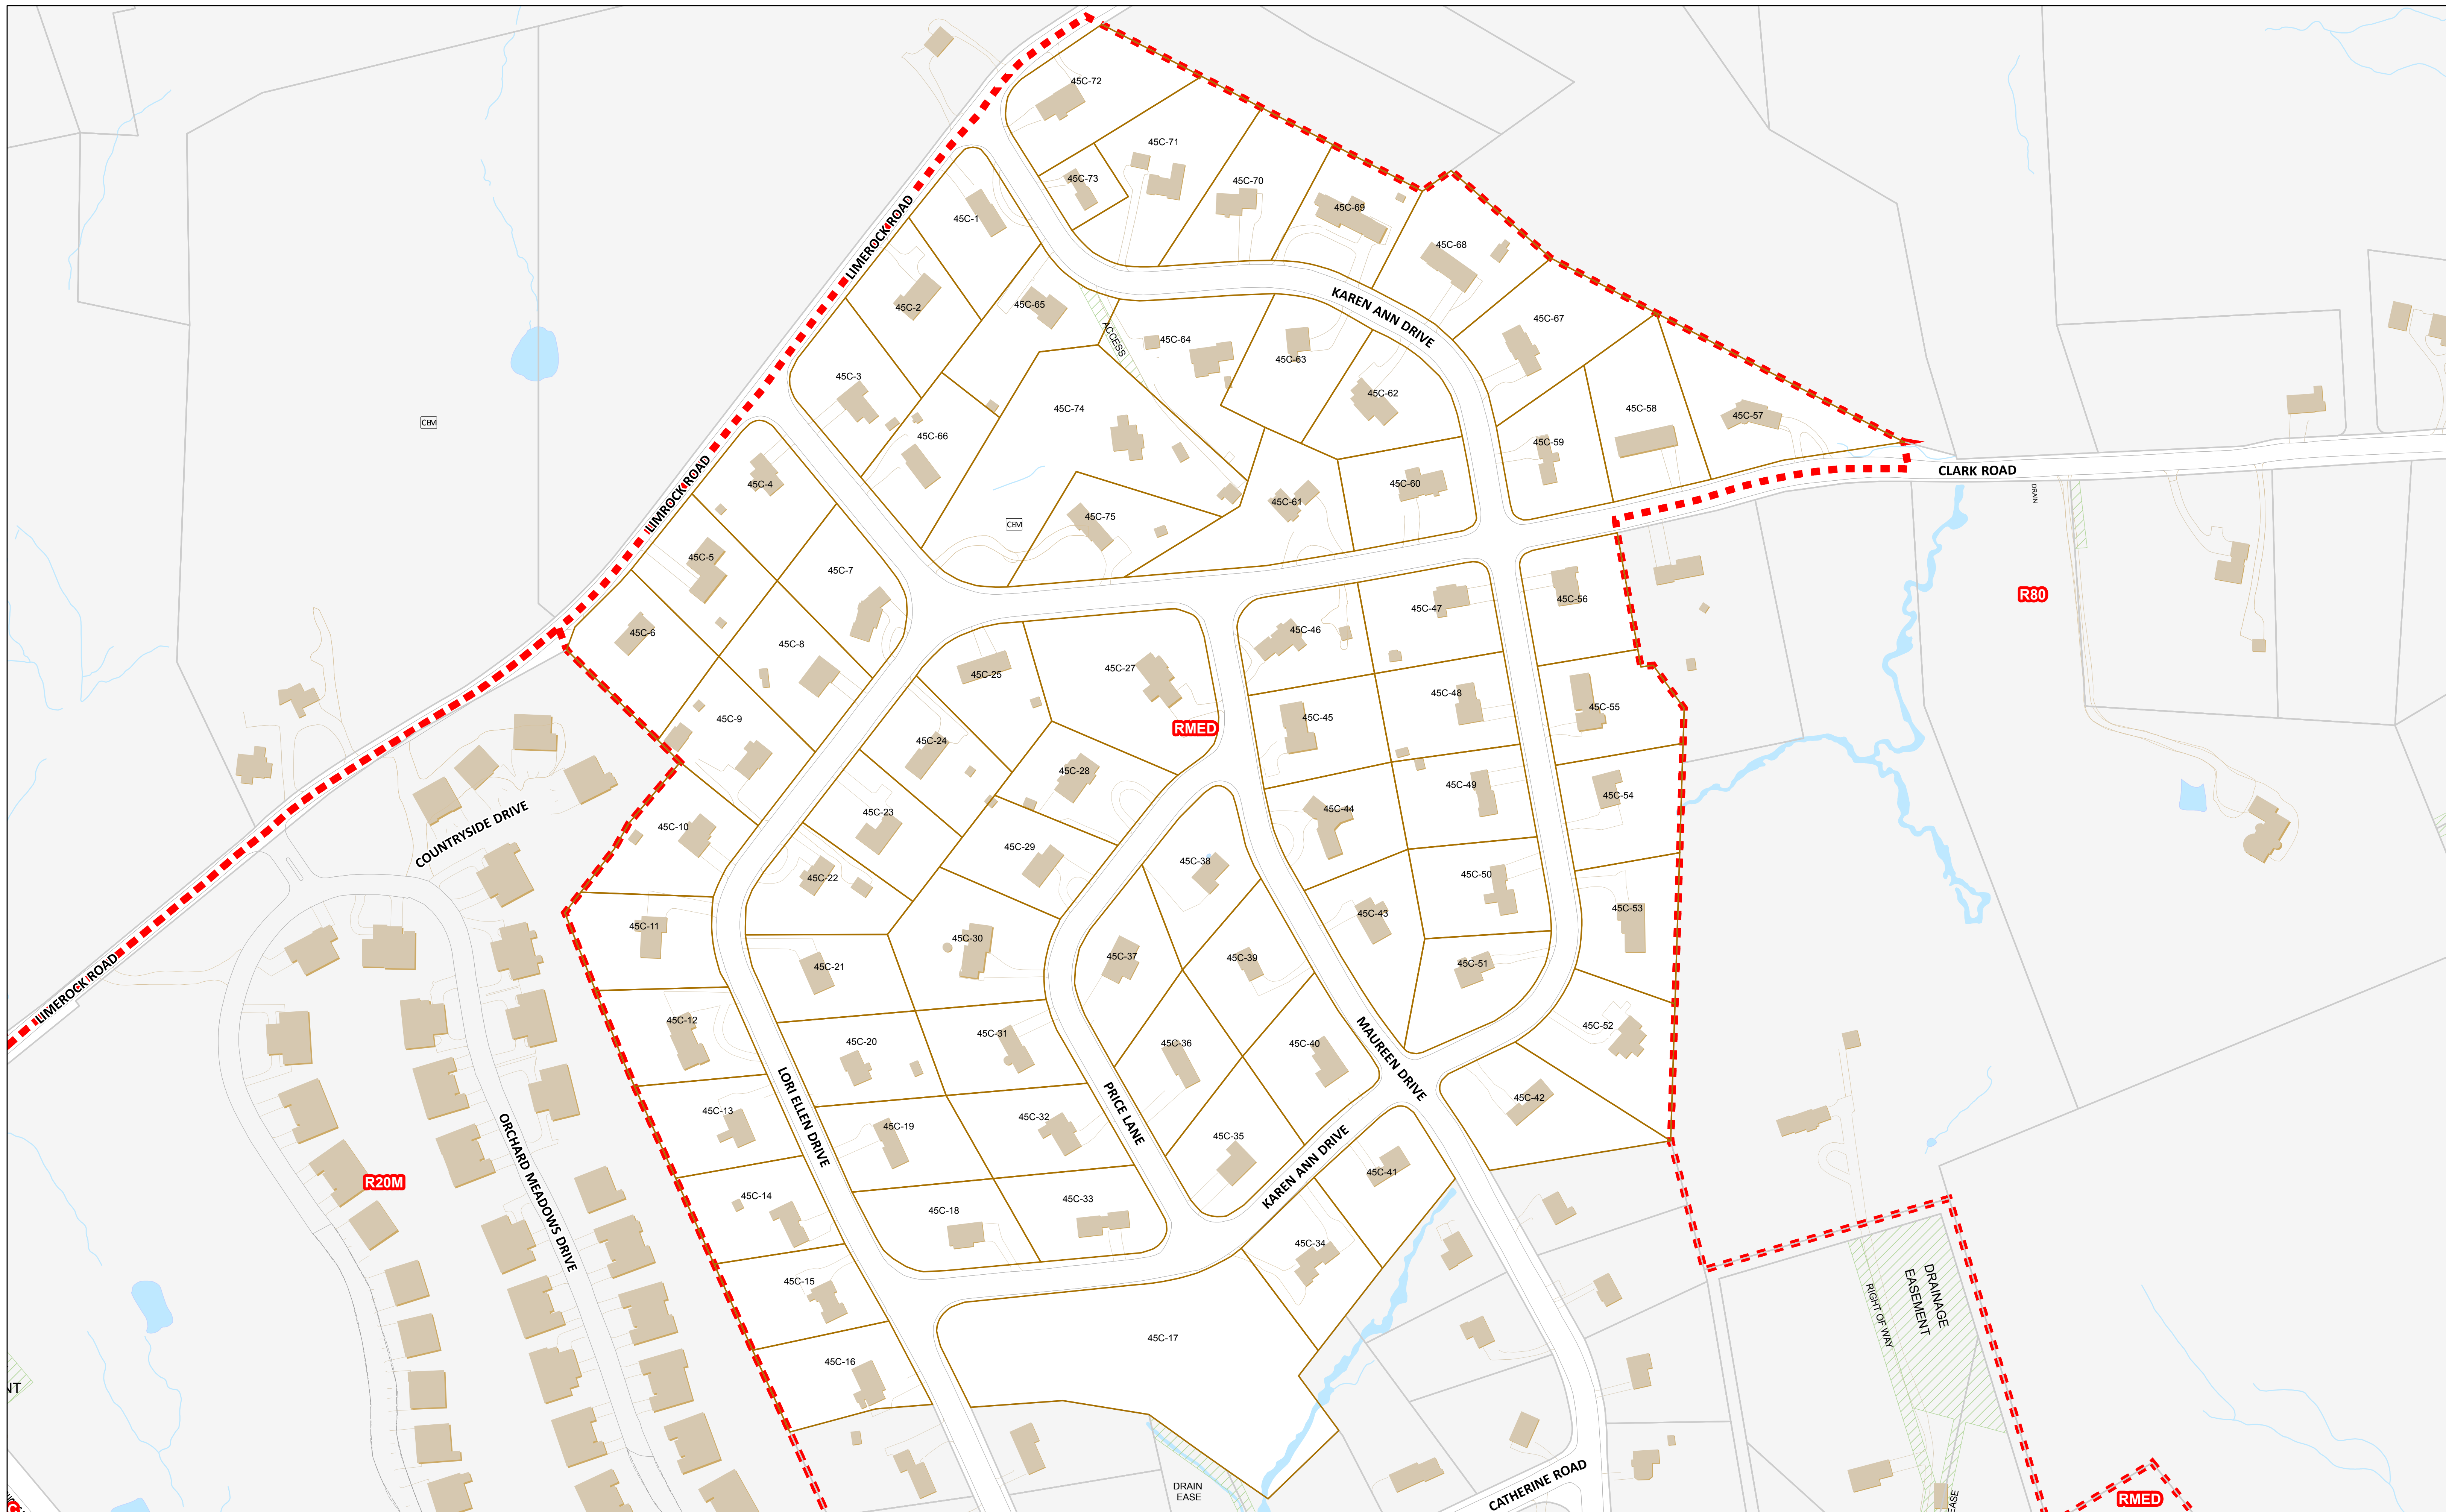 45C-72
45C-71
45C-73
45C-70
45C-69
45C-1
45C-68
LIMEROCK ROAD
45C-2
45C-65
KAREN ANN DRIVE
45C-67
ACCESS
45C-64
45C-63
45C-3
45C-62
45C-74
45C-58
45C-57
CEM
45C-66
45C-59
CLARK ROAD
45C-4
LIMROCK ROAD
45C-60
DRAIN
45C-61
45C-75
CEM
45C-5
45C-7
R80
45C-56
45C-47
45C-46
45C-6
45C-8
45C-27
45C-25
45C-48
45C-55
45C-45
45C-9
RMED
45C-24
45C-28
45C-49
45C-54
COUNTRYSIDE DRIVE
45C-23
45C-44
45C-10
45C-29
45C-38
45C-22
45C-50
45C-43
45C-53
45C-11
45C-30
45C-37
45C-39
45C-51
45C-21
LIMEROCK ROAD
45C-12
45C-52
45C-31
45C-20
45C-36
45C-40
MAUREEN DRIVE
LORI ELLEN DRIVE
PRICE LANE
45C-42
45C-13
45C-32
45C-19
45C-35
KAREN ANN DRIVE
ORCHARD MEADOWS DRIVE
45C-41
R20M
45C-14
45C-33
45C-18
45C-34
45C-15
DRAINAGE
EASEMENT
RIGHT OF WAY
45C-17
45C-16
NT
CATHERINE ROAD
DRAIN
EASE
EASE
RMED